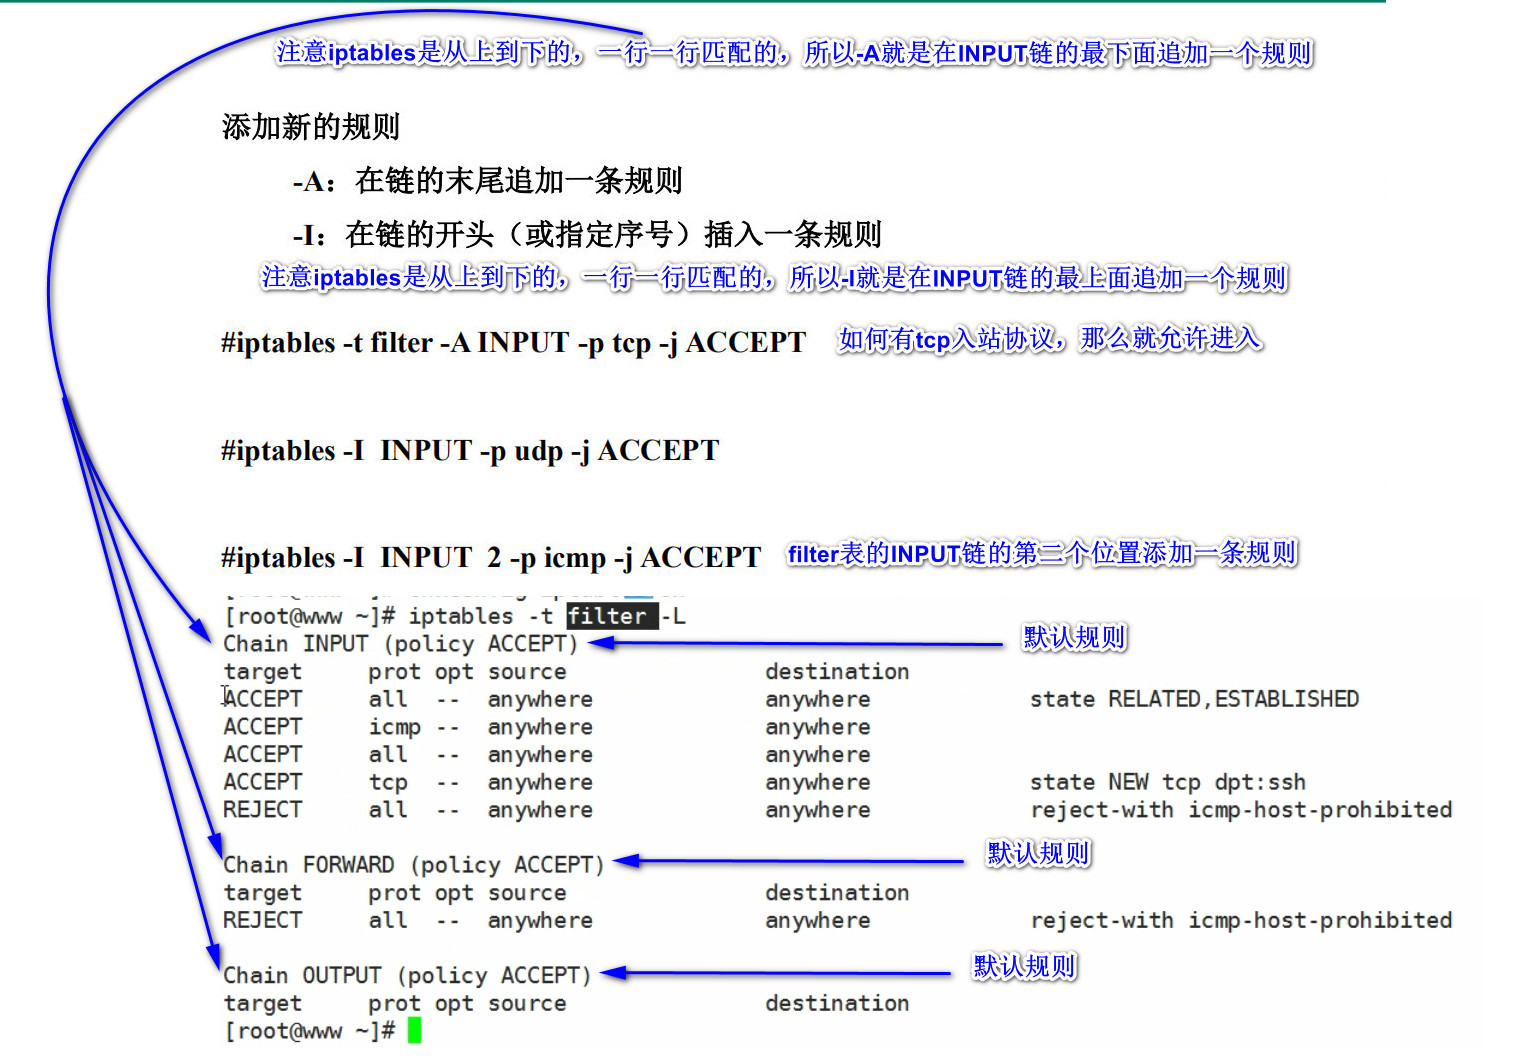 注意iptables是从上到下的，一行一行匹配的，所以-A就是在INPUT链的最下面追加一个规则
添加新的规则
-A：在链的末尾追加一条规则
-I：在链的开头（或指定序号）插入一条规则
注意iptables是从上到下的，一行一行匹配的，所以-I就是在INPUT链的最上面追加一个规则
#iptables -t filter -A INPUT -p tcp -j ACCEPT 如何有tcp入站协议，那么就允许进入
#iptables -I  INPUT -p udp -j ACCEPT
#iptables -I  INPUT  2 -p icmp -j ACCEPT filter表的INPUT链的第二个位置添加一条规则
[root@www ~]# iptables -t filter -L
Chain INPUT (policy ACCEPT) 默认规则
target     prot opt source               destination
ACCEPT     all  --  anywhere             anywhere            state RELATED,ESTABLISHED
ACCEPT     icmp --  anywhere             anywhere
ACCEPT     all  --  anywhere             anywhere
ACCEPT     tcp  --  anywhere             anywhere            state NEW tcp dpt:ssh
REJECT     all  --  anywhere             anywhere            reject-with icmp-host-prohibited
Chain FORWARD (policy ACCEPT) 默认规则
target     prot opt source               destination
REJECT     all  --  anywhere             anywhere            reject-with icmp-host-prohibited
Chain OUTPUT (policy ACCEPT) 默认规则
target     prot opt source               destination
[root@www ~]#